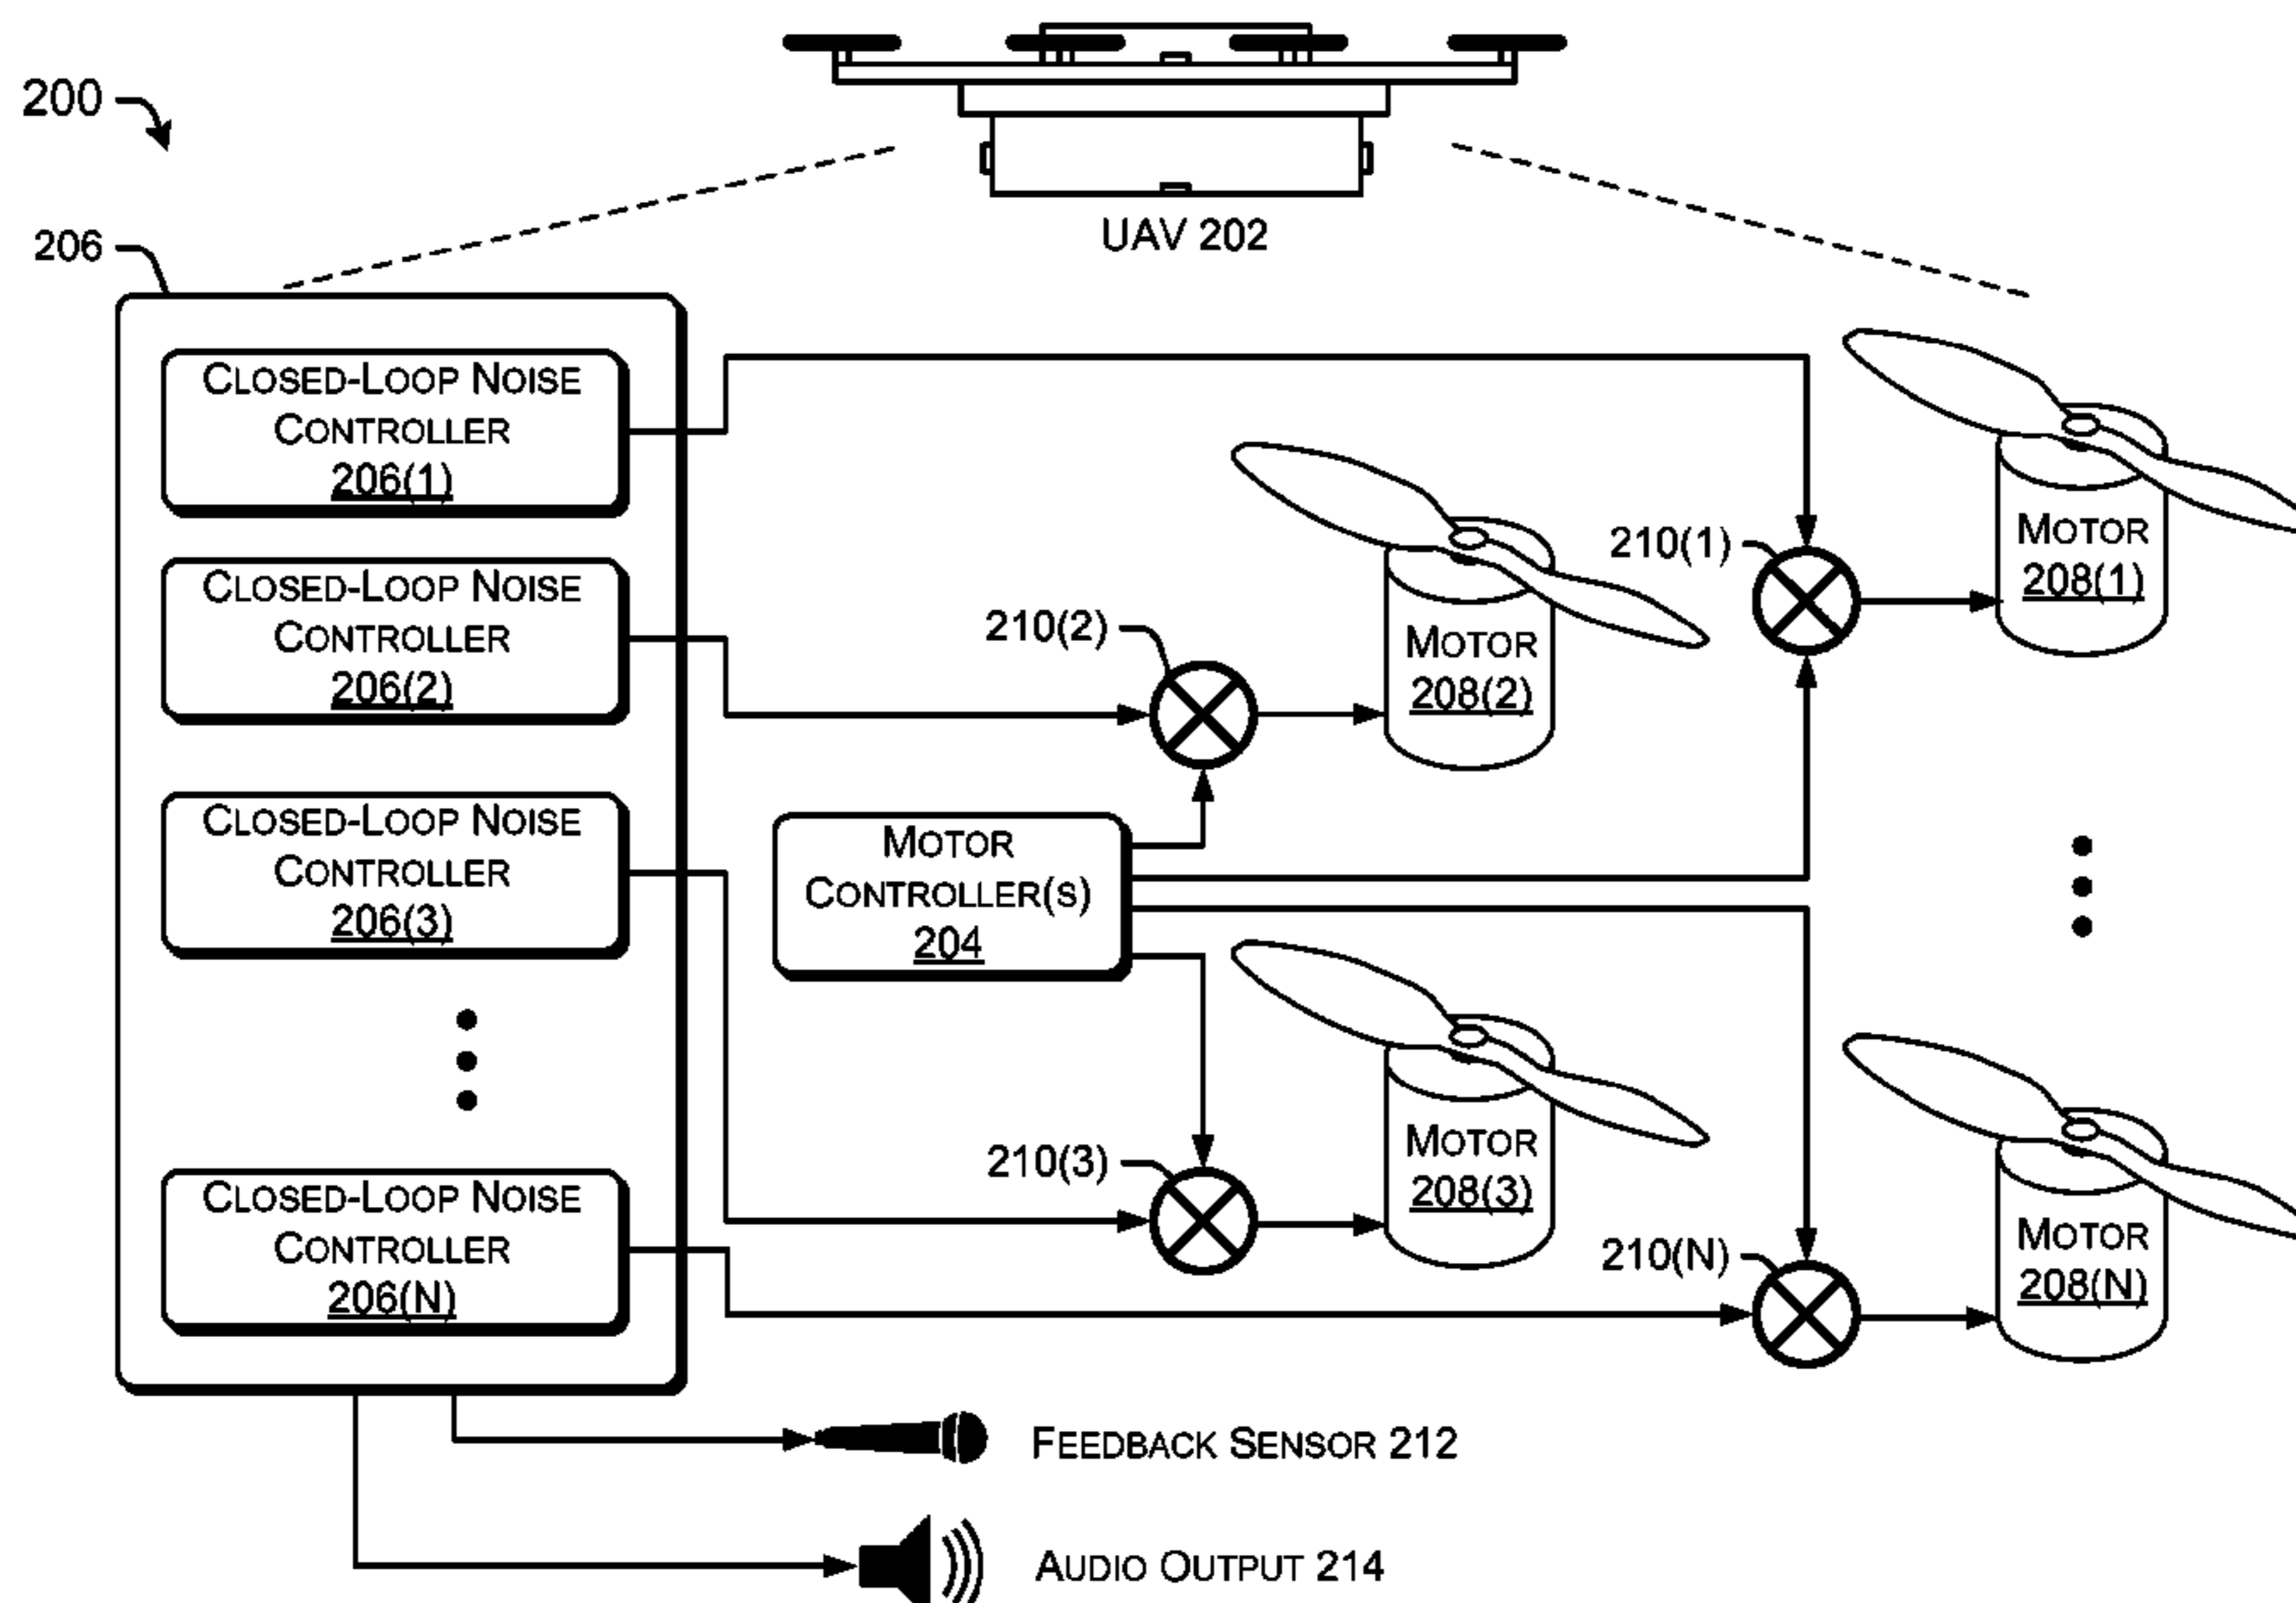 200
UAV 202
206
CLOSED-LOOP NOISE
CONTROLLER
206(1)
CLOSED-LOOP NOISE
CONTROLLER
206(2)
CLOSED-LOOP NOISE
CONTROLLER
206(3)
CLOSED-LOOP NOISE
CONTROLLER
206(N)
210(1)
MOTOR
208(1)
210(2)
MOTOR
208(2)
MOTOR
CONTROLLER(S)
204
210(3)
MOTOR
208(3)
210(N)
MOTOR
208(N)
FEEDBACK SENSOR 212
AUDIO OUTPUT 214